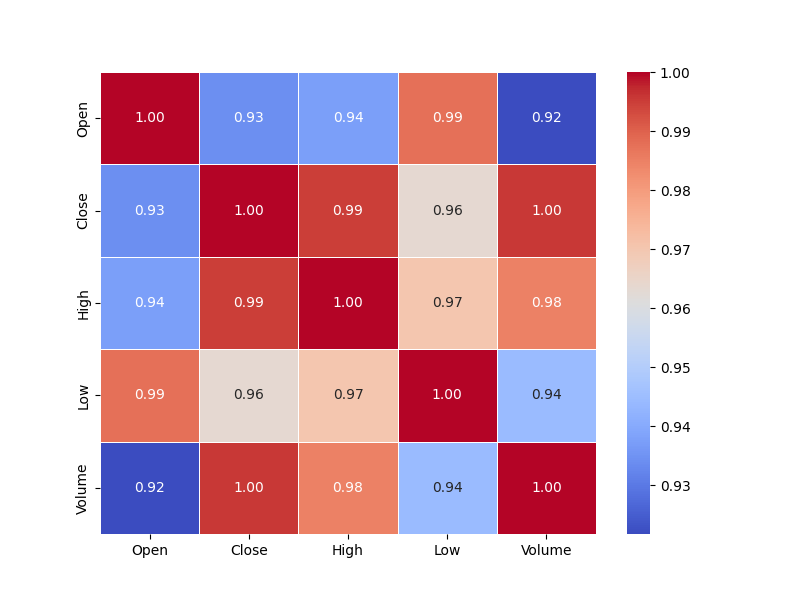 1.00 0.93 0.94 0.99 0.92
0.93 1.00 0.99 0.96 1.00
0.94 0.99 1.00 0.97 0.98
0.99 0.96 0.97 1.00 0.94
0.92 1.00 0.98 0.94 1.00
Open
Close
High
Low
Volume
Open Close High Low Volume
1.00
0.99
0.98
0.97
0.96
0.95
0.94
0.93